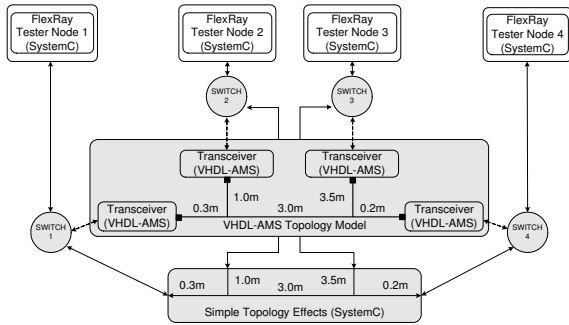 FlexRay
Tester Node 1
(SystemC)
FlexRay
Tester Node 2
(SystemC)
FlexRay
Tester Node 3
(SystemC)
FlexRay
Tester Node 4
(SystemC)
SWITCH
2
SWITCH
3
Transceiver
(VHDL-AMS)
Transceiver
(VHDL-AMS)
1.0m
3.5m
Transceiver
(VHDL-AMS)
0.3m
3.0m
0.2m
Transceiver
(VHDL-AMS)
VHDL-AMS Topology Model
SWITCH
1
SWITCH
4
0.3m
1.0m
3.0m
3.5m
0.2m
Simple Topology Effects (SystemC)